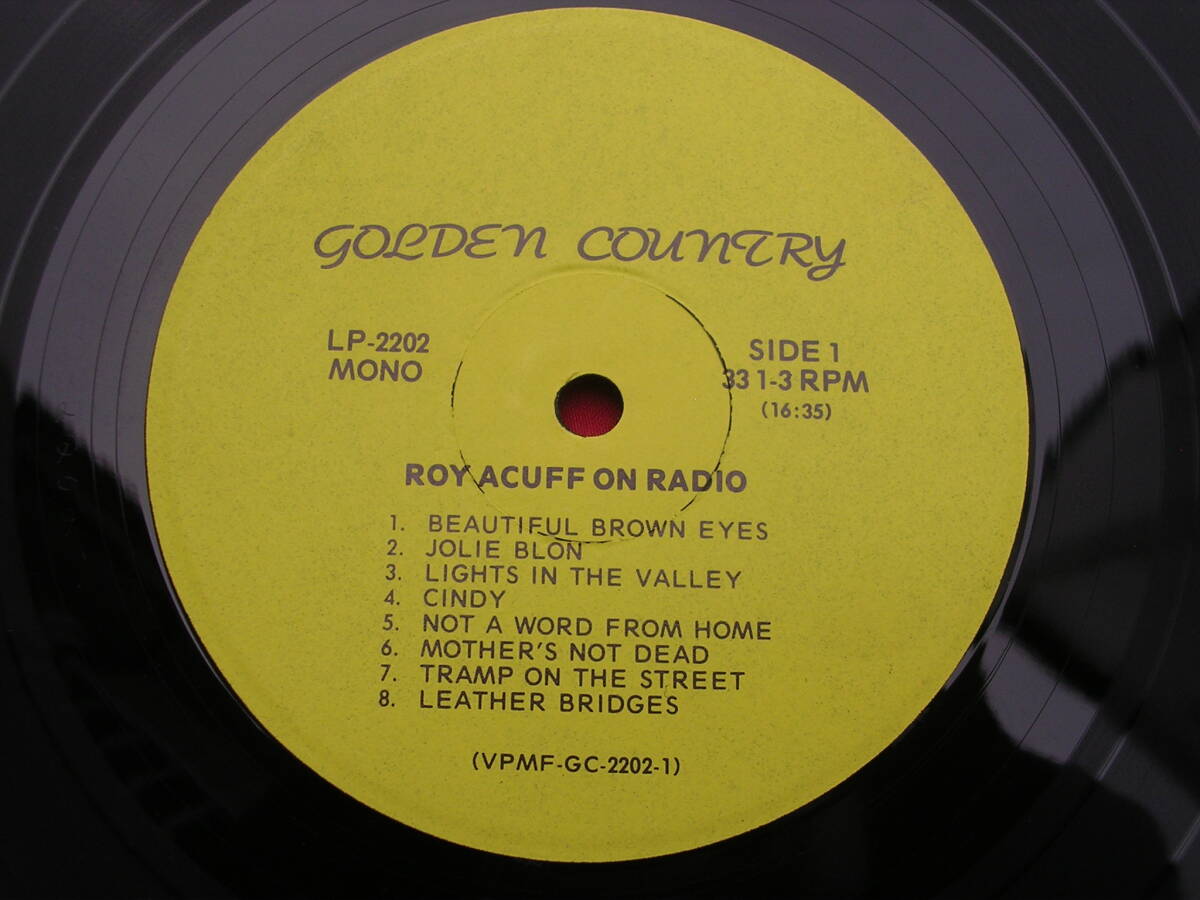 GOLDEN COUNTRY
LP-2202
MONO
SIDE 1
33 1-3 RPM
(16:35)
ROY ACUFF ON RADIO
1. BEAUTIFUL BROWN EYES
2. JOLIE BLON
3. LIGHTS IN THE VALLEY
4. CINDY
5. NOT A WORD FROM HOME
6. MOTHER'S NOT DEAD
7. TRAMP ON THE STREET
8. LEATHER BRIDGES
(VPMF-GC-2202-1)